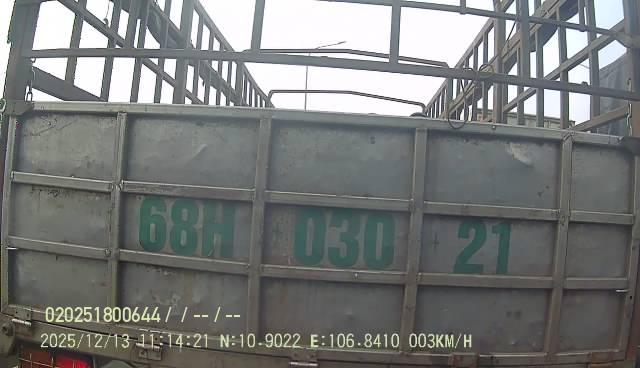 68H 030 21
020251800644/ / -- / --
2025/12/13 11:14:21 N:10.9022 E:106.8410 003KM/H